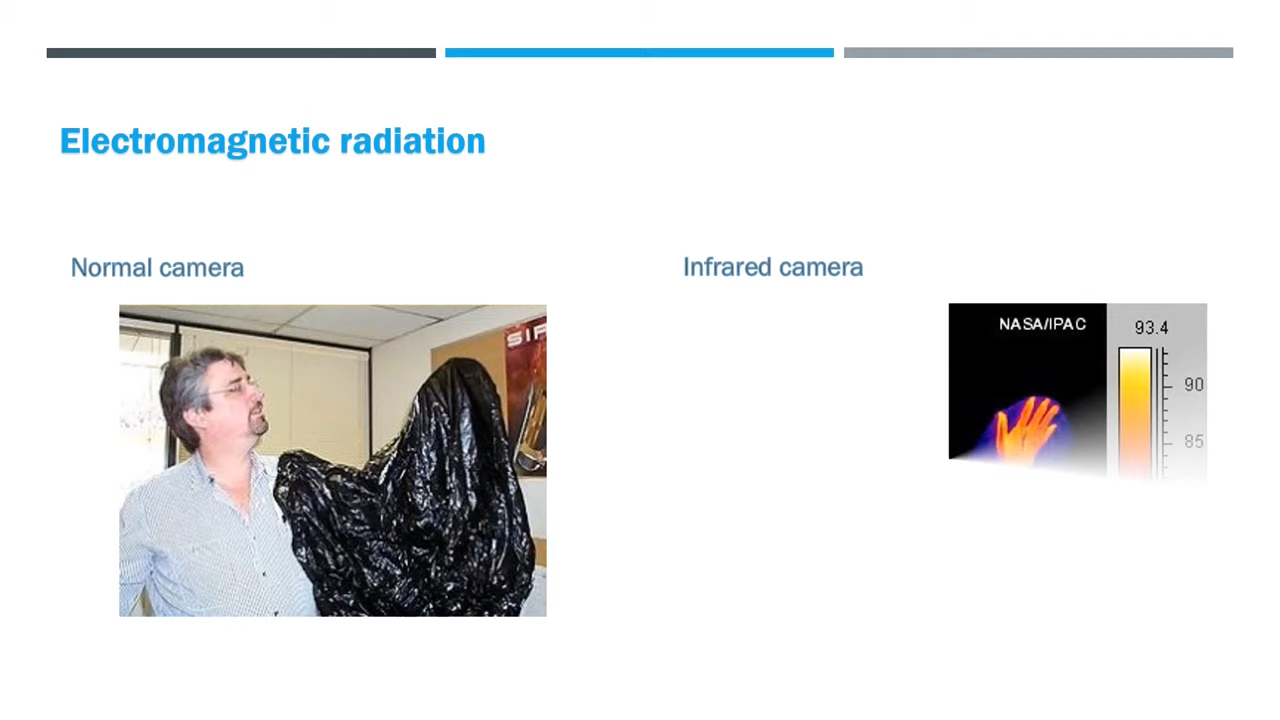 Electromagnetic radiation
Normal camera
Infrared camera
NASA/IPAC
93.4
90
85